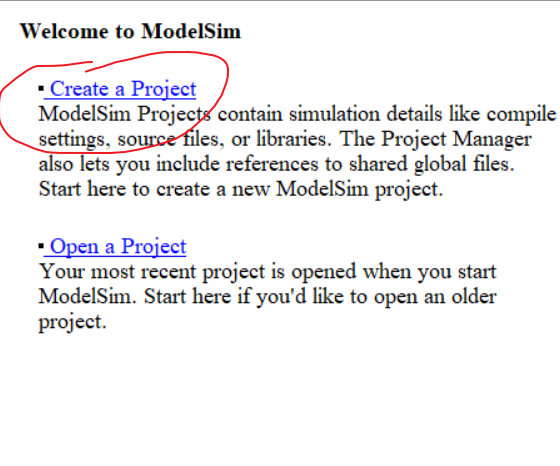 Welcome to ModelSim
▪ Create a Project
ModelSim Projects contain simulation details like compile
settings, source files, or libraries. The Project Manager
also lets you include references to shared global files.
Start here to create a new ModelSim project.
▪ Open a Project
Your most recent project is opened when you start
ModelSim. Start here if you'd like to open an older
project.